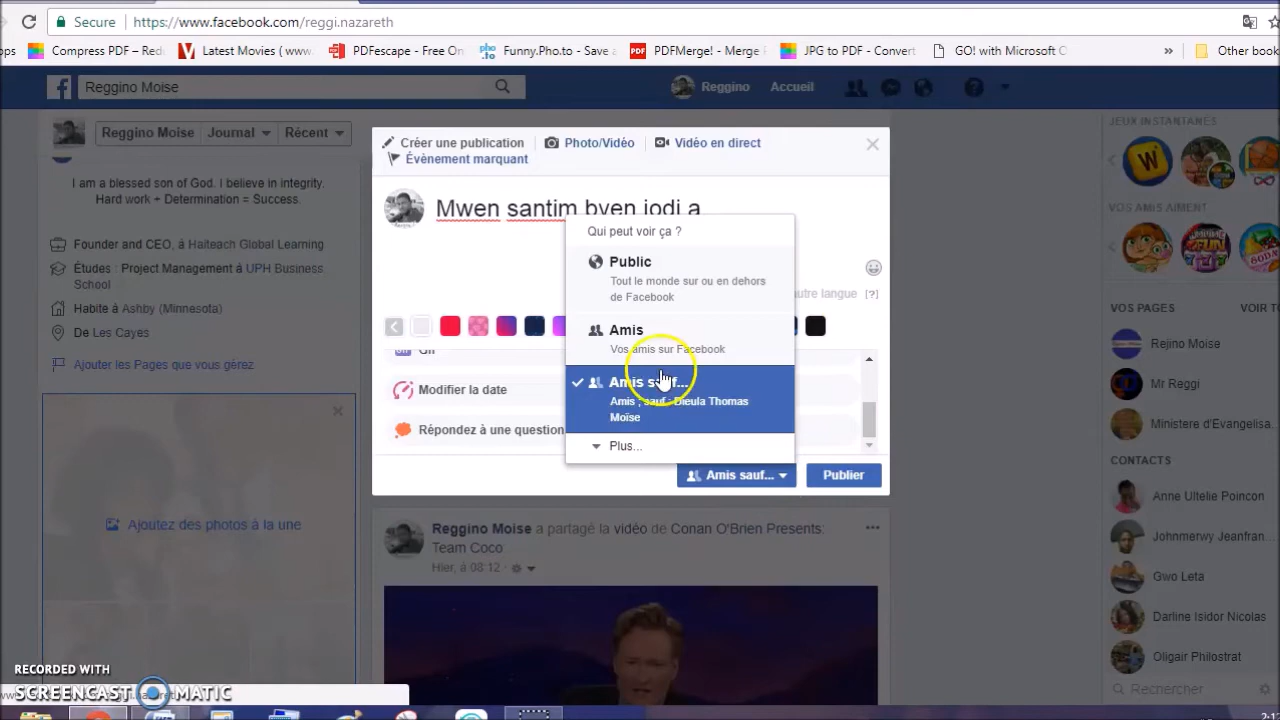 Secure
https://www.facebook.com/reggi.nazareth
Compress PDF – Red
Latest Movies ( www.
PDFescape - Free On
Funny.Pho.to - Save a
PDFMerge! - Merge
JPG to PDF - Convert
GO! with Microsoft O
»
Other book
Reggino Moise
Reggino
Accueil
Reggino Moise
Journal
Récent
I am a blessed son of God. I believe in integrity.
Hard work + Determination = Success.
Founder and CEO, à Haiteach Global Learning
Études : Project Management à UPH Business
School
Habite à Ashby (Minnesota)
De Les Cayes
Ajouter les Pages que vous gérez
Ajoutez des photos à la une
Créer une publication
Photo/Vidéo
Vidéo en direct
Évènement marquant
Mwen santim byen jodi a
Qui peut voir ça ?
Public
Tout le monde sur ou en dehors
de Facebook
Amis
Vos amis sur Facebook
Amis sauf...
Amis ; sauf : Dieula Thomas
Moïse
Plus...
autre langue [?]
Gif
Modifier la date
Répondez à une question
Amis sauf...
Publier
Reggino Moise a partagé la vidéo de Conan O'Brien Presents:
Team Coco
Hier, à 08:12
JEUX INSTANTANÉS
VOS AMIS AIMENT
VOS PAGES
VOIR TO
Rejino Moise
Mr Reggi
Ministere d'Evangelisa
CONTACTS
Anne Ultelie Poincon
Johnmerwy Jeanfran
Gwo Leta
Darline Isidor Nicolas
Oligair Philostrat
Rechercher
RECORDED WITH
SCREENCAST MATIC